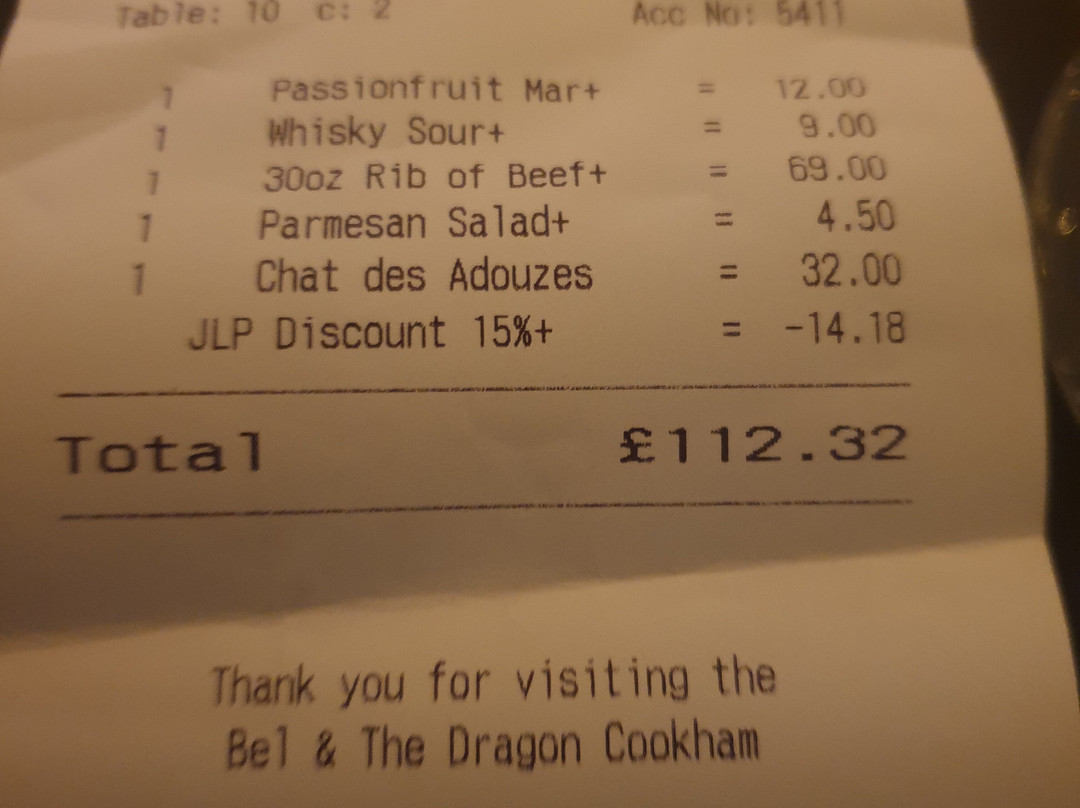 Table: 10 c: 2 Acc No: 5411
1 Passionfruit Mar+ = 12.00
1 Whisky Sour+ = 9.00
1 30oz Rib of Beef+ = 69.00
1 Parmesan Salad+ = 4.50
1 Chat des Adouzes = 32.00
JLP Discount 15%+ = -14.18
Total £112.32
Thank you for visiting the
Bel & The Dragon Cookham